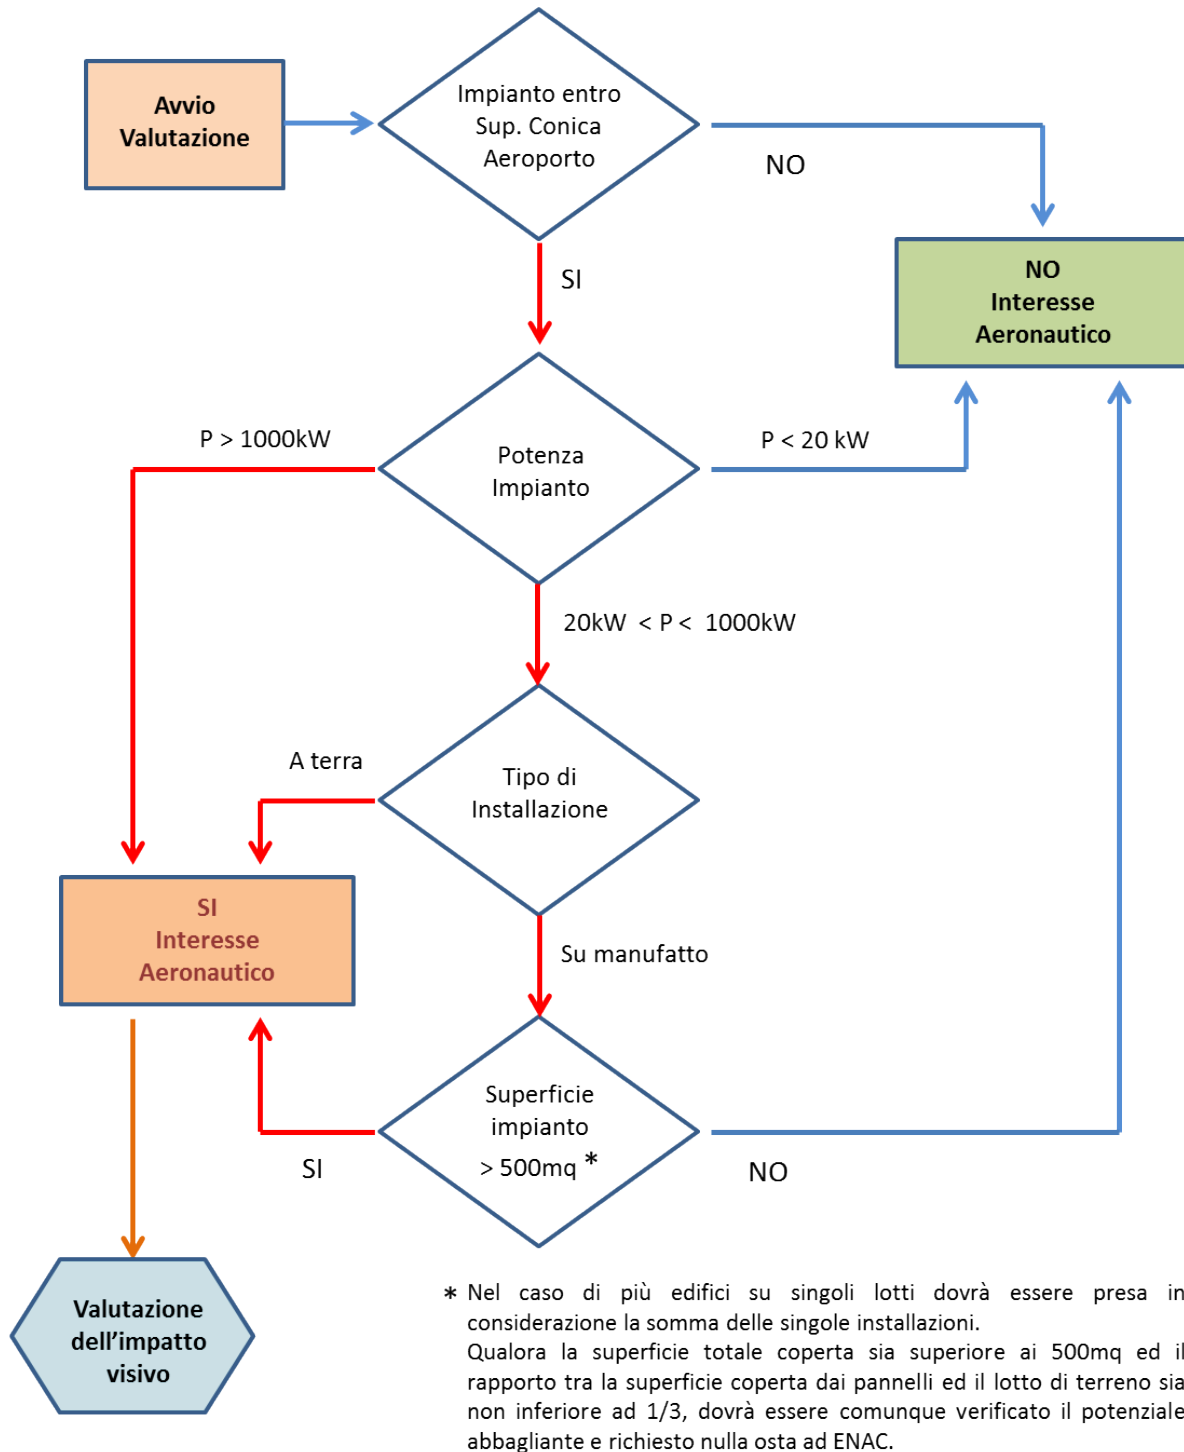 Avvio
Valutazione
Impianto entro
Sup. Conica
Aeroporto
NO
SI
NO
Interesse
Aeronautico
P > 1000kW
Potenza
Impianto
P < 20 kW
20kW < P < 1000kW
A terra
Tipo di
Installazione
SI
Interesse
Aeronautico
Su manufatto
Superficie
impianto
> 500mq *
SI
NO
Valutazione
dell’impatto
visivo
* Nel caso di più edifici su singoli lotti dovrà essere presa in
considerazione la somma delle singole installazioni.
Qualora la superficie totale coperta sia superiore ai 500mq ed il
rapporto tra la superficie coperta dai pannelli ed il lotto di terreno sia
non inferiore ad 1/3, dovrà essere comunque verificato il potenziale
abbagliante e richiesto nulla osta ad ENAC.